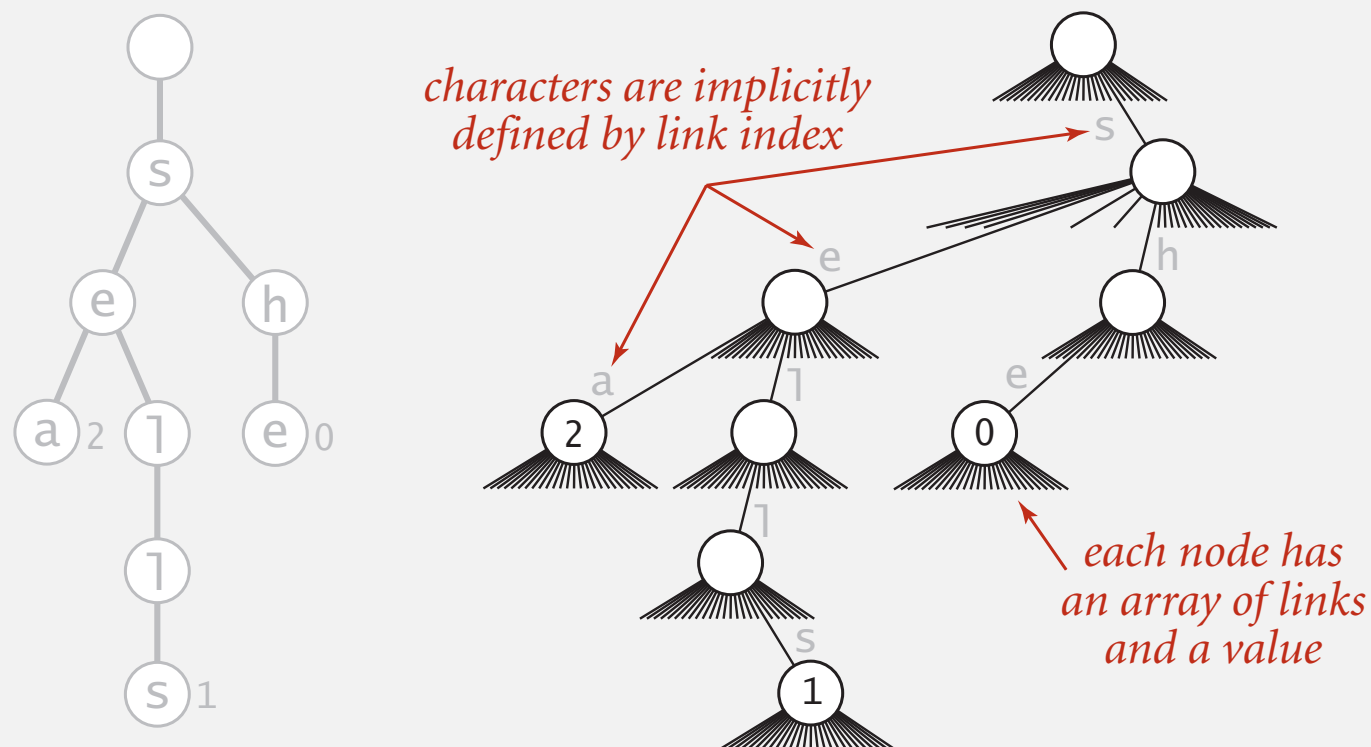 characters are implicitly
defined by link index
s
s
e
h
e
h
a
l
e
a 2
l
e 0
2
0
l
l
each node has
an array of links
and a value
s
s 1
1